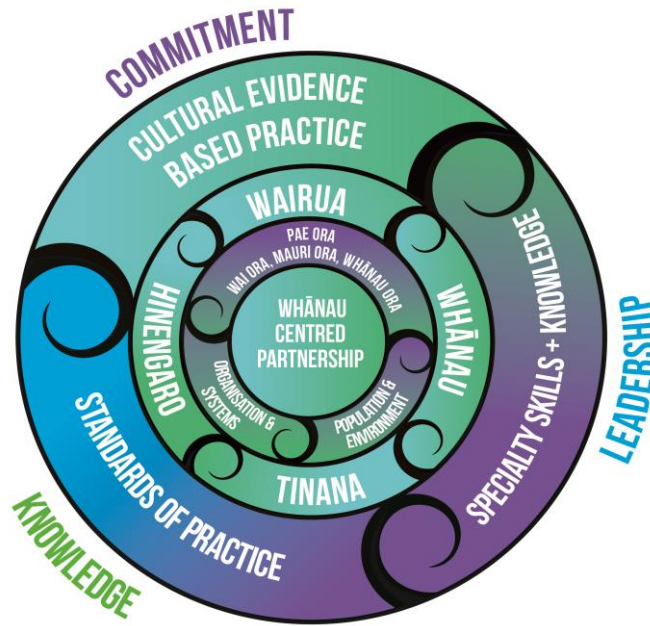 COMMITMENT
CULTURAL EVIDENCE
BASED PRACTICE
WAIRUA
PAE ORA
WAI ORA, MAURI ORA, WHĀNAU ORA
WHĀNAU
CENTRED
PARTNERSHIP
HINENGARO
WHĀNAU
ORGANISATION &
SYSTEMS
POPULATION &
ENVIRONMENT
TINANA
SPECIALTY SKILLS + KNOWLEDGE
STANDARDS OF PRACTICE
LEADERSHIP
KNOWLEDGE